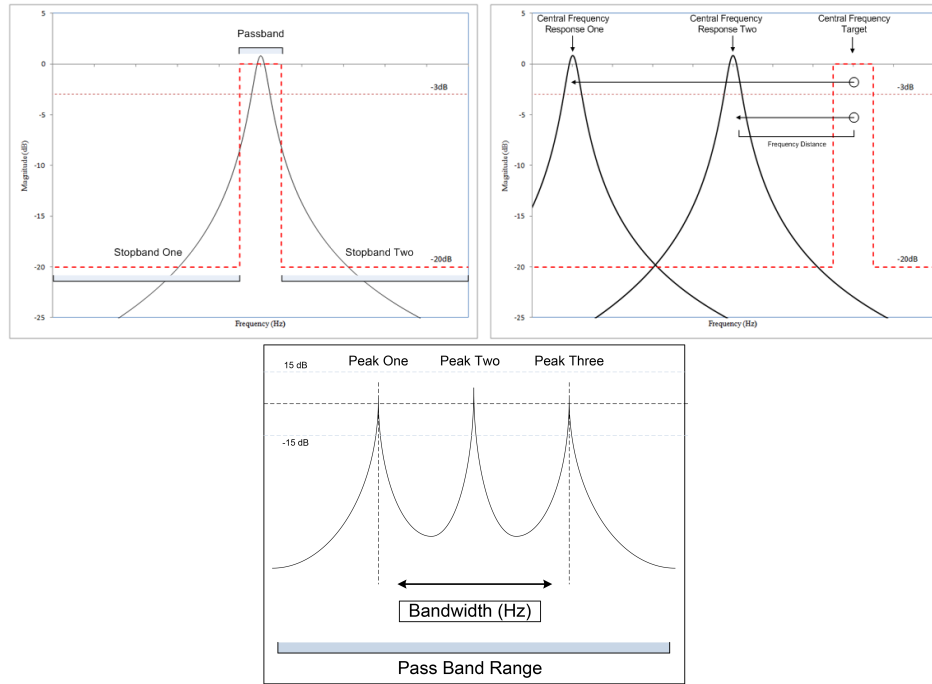 5
0
-5
-10
-15
-20
-25
Magnitude (dB)
Passband
-3dB
Stopband One
Stopband Two
-20dB
Frequency (Hz)
5
0
-5
-10
-15
-20
-25
Magnitude (dB)
Central Frequency
Response One
Central Frequency
Response Two
Central Frequency
Target
-3dB
Frequency Distance
-20dB
Frequency (Hz)
15 dB
Peak One
Peak Two
Peak Three
-15 dB
Bandwidth (Hz)
Pass Band Range